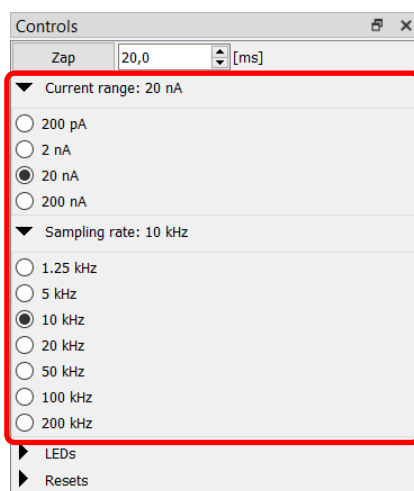 Controls
Zap 20,0 [ms]
Current range: 20 nA
200 pA
2 nA
20 nA
200 nA
Sampling rate: 10 kHz
1.25 kHz
5 kHz
10 kHz
20 kHz
50 kHz
100 kHz
200 kHz
LEDs
Resets